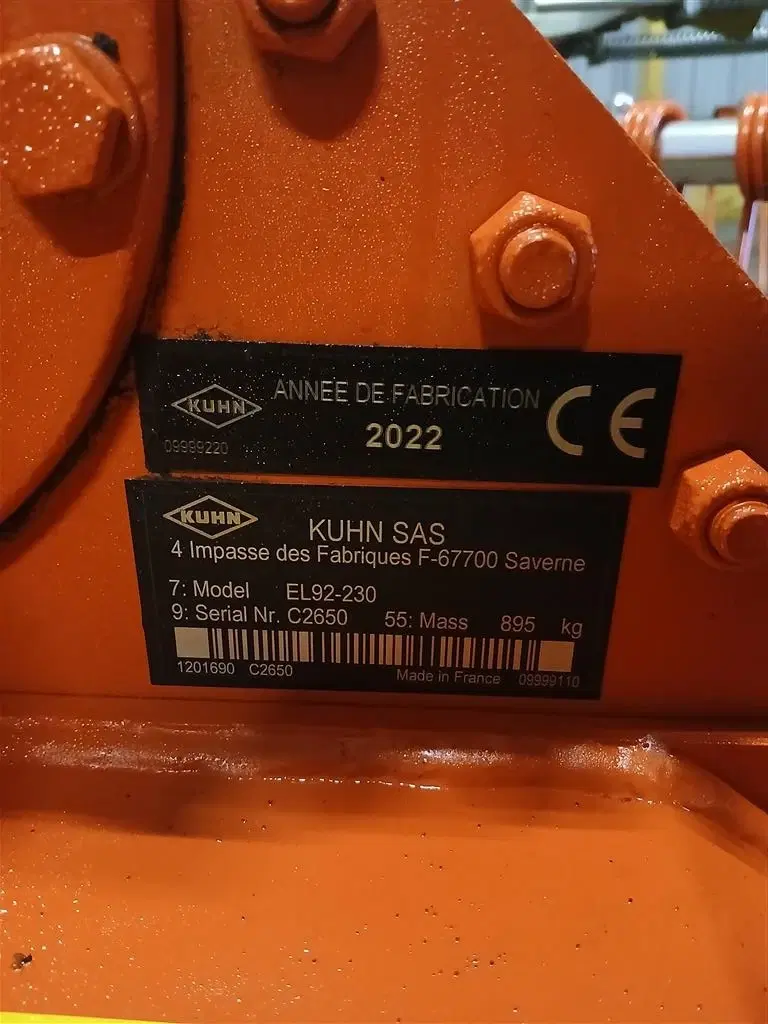 KUHN
ANNEE DE FABRICATION
2022
CE
09999220
KUHN
KUHN SAS
4 Impasse des Fabriques F-67700 Saverne
7: Model EL92-230
9: Serial Nr. C2650 55: Mass 895 kg
1201690 C2650
Made in France 09999110